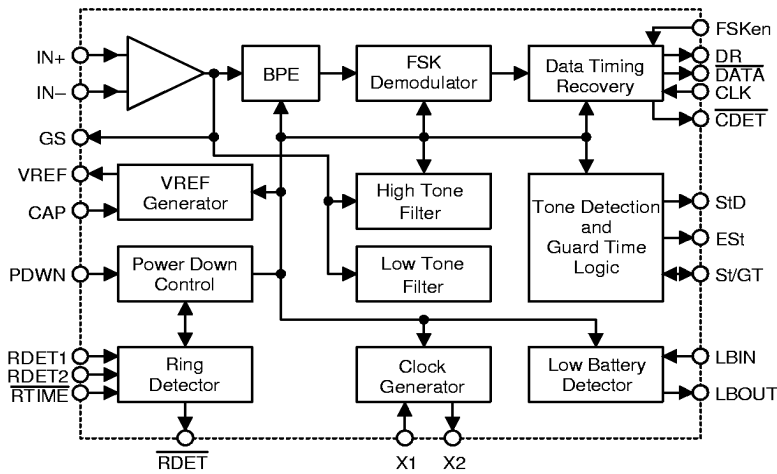 FSKen
IN+
IN−
BPE
FSK
Demodulator
Data Timing
Recovery
DR
DATA
CLK
CDET
GS
VREF
CAP
VREF
Generator
High Tone
Filter
Tone Detection
and
Guard Time
Logic
StD
ESt
St/GT
PDWN
Power Down
Control
Low Tone
Filter
RDET1
RDET2
RTIME
Ring
Detector
Clock
Generator
Low Battery
Detector
LBIN
LBOUT
RDET
X1
X2